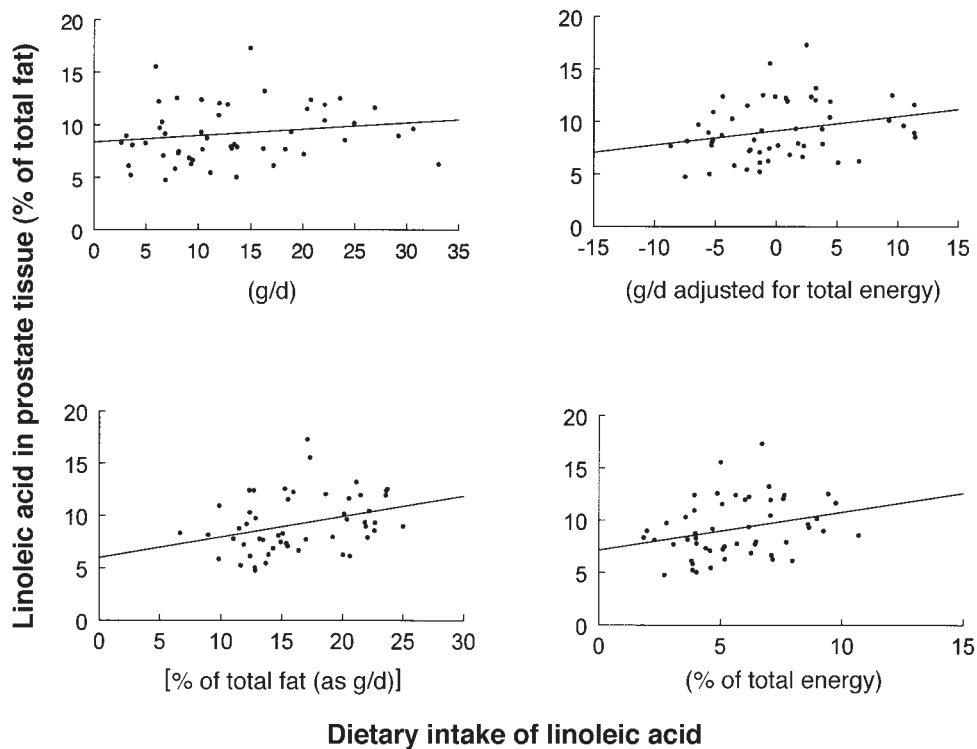 Linoleic acid in prostate tissue (% of total fat)
20
15
10
5
0
0 5 10 15 20 25 30 35
(g/d)
20
15
10
5
0
-15 -10 -5 0 5 10 15
(g/d adjusted for total energy)
20
15
10
5
0
0 5 10 15 20 25 30
[% of total fat (as g/d)]
20
15
10
5
0
0 5 10 15
(% of total energy)
Dietary intake of linoleic acid